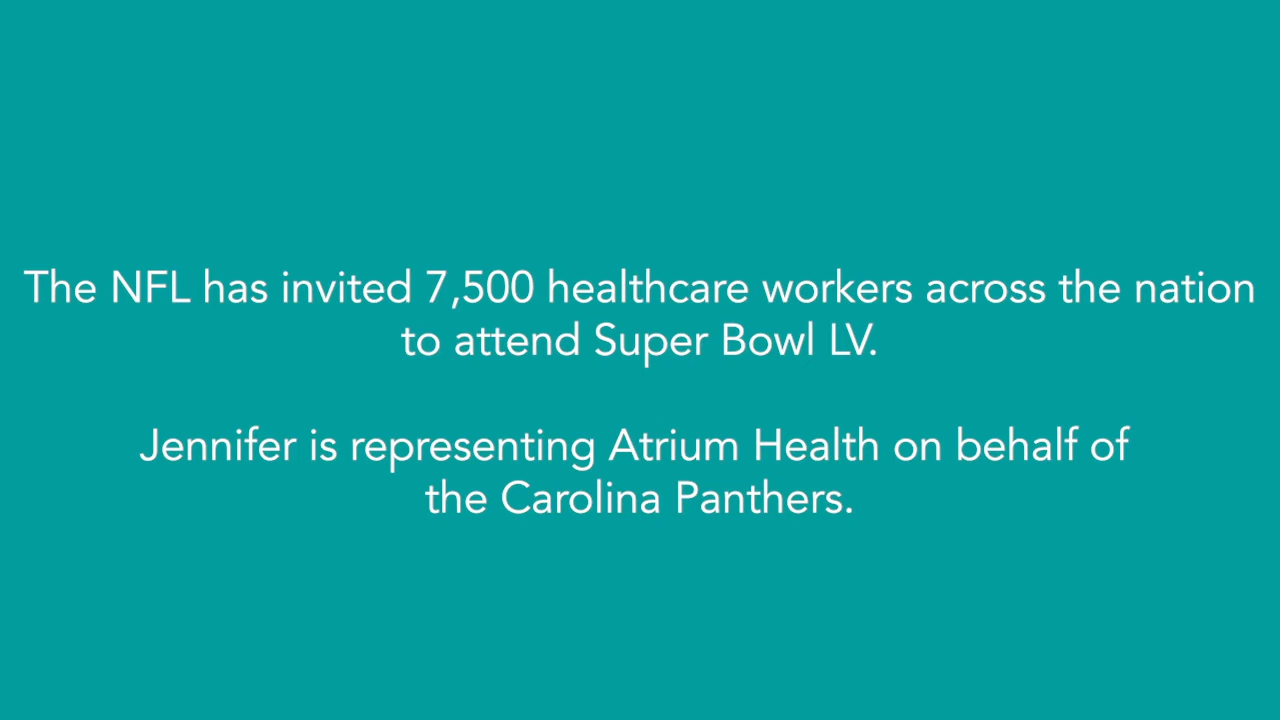 The NFL has invited 7,500 healthcare workers across the nation
to attend Super Bowl LV.
Jennifer is representing Atrium Health on behalf of
the Carolina Panthers.